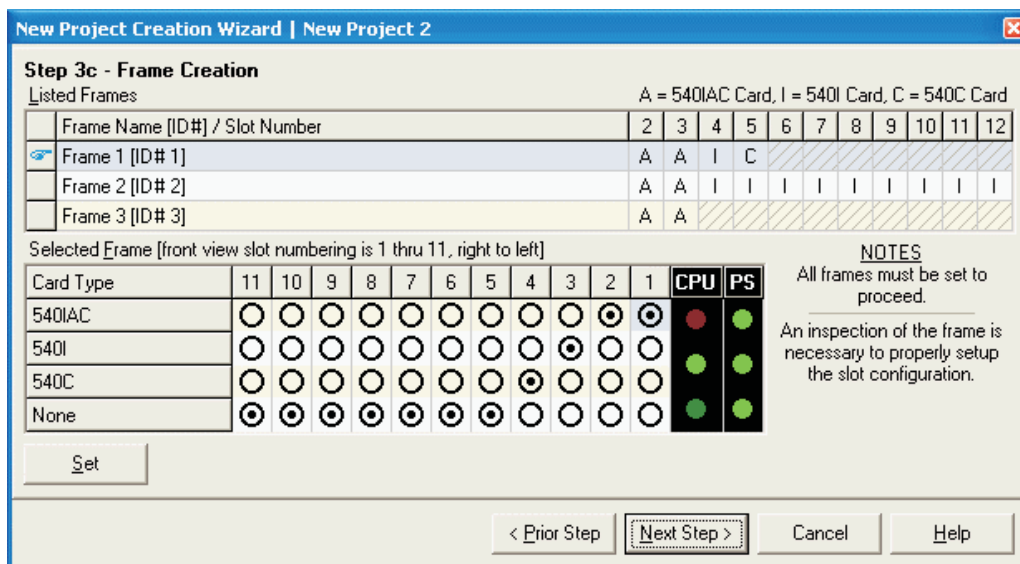 New Project Creation Wizard | New Project 2
Step 3c - Frame Creation
Listed Frames A = 540IAC Card, I = 540I Card, C = 540C Card
Frame Name [ID#] / Slot Number 2 3 4 5 6 7 8 9 10 11 12
Frame 1 [ID# 1] A A I C
Frame 2 [ID# 2] A A I I I I I I I I I
Frame 3 [ID# 3] A A
Selected Frame [front view slot numbering is 1 thru 11, right to left]
Card Type 11 10 9 8 7 6 5 4 3 2 1 CPU PS
540IAC
540I
540C
None
NOTES
All frames must be set to
proceed.
An inspection of the frame is
necessary to properly setup
the slot configuration.
Set
< Prior Step Next Step > Cancel Help